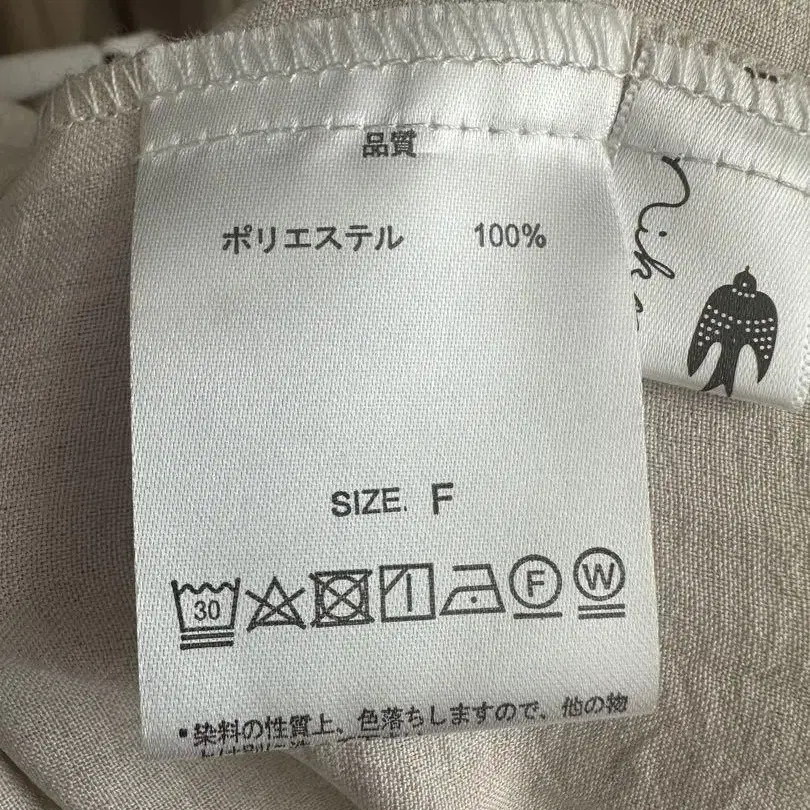 品質
ポリエステル 100%
SIZE. F
30
F
W
*染料の性質上、色落ちしますので、他の物